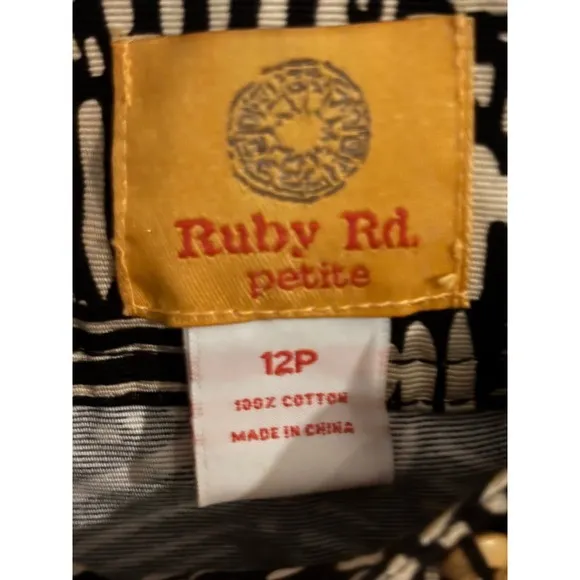 Ruby Rd.
petite
12P
100% COTTON
MADE IN CHINA